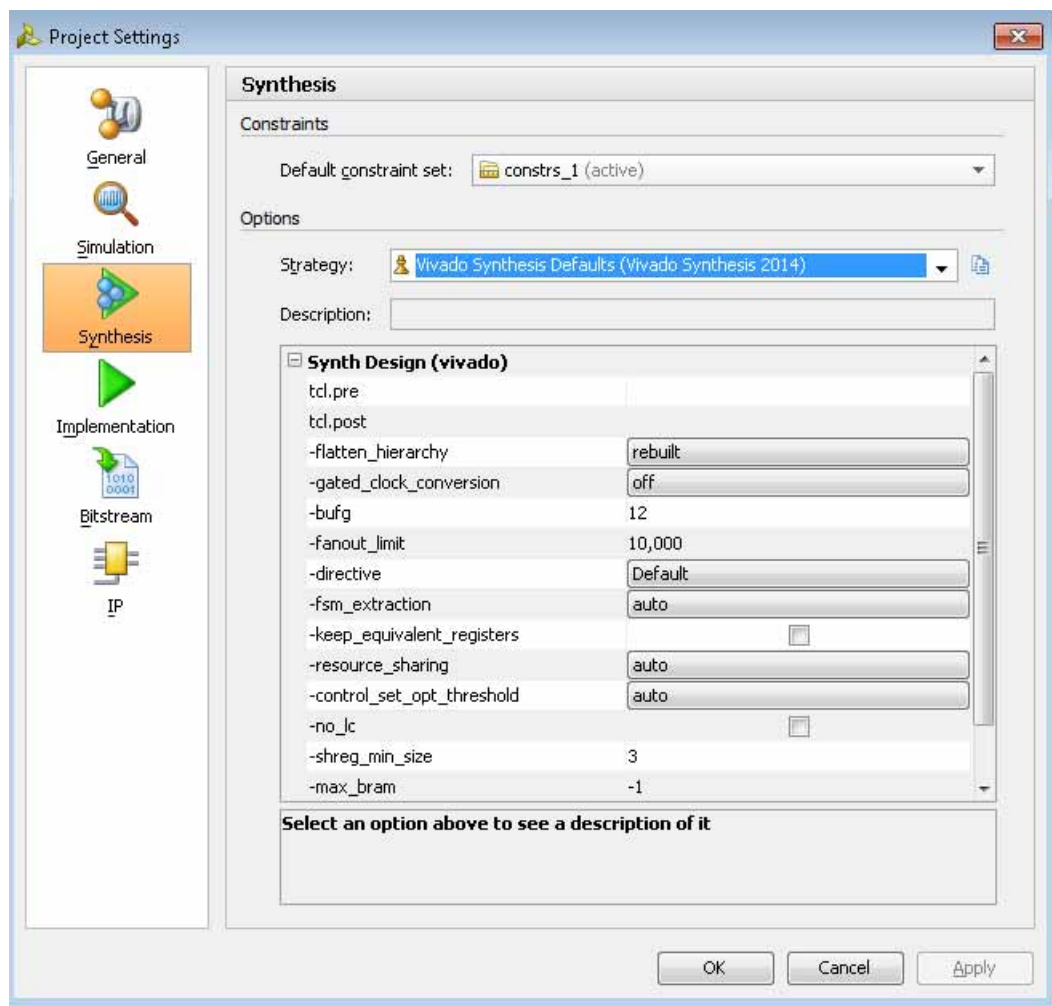 Project Settings
General
Simulation
Synthesis
Implementation
1010
0001
Bitstream
IP
Synthesis
Constraints
Default constraint set: constrs_1 (active)
Options
Strategy: Vivado Synthesis Defaults (Vivado Synthesis 2014)
Description:
Synth Design (vivado)
tcl.pre
tcl.post
-flatten_hierarchy rebuilt
-gated_clock_conversion off
-bufg 12
-fanout_limit 10,000
-directive Default
-fsm_extraction auto
-keep_equivalent_registers
-resource_sharing auto
-control_set_opt_threshold auto
-no_lc
-shreg_min_size 3
-max_bram -1
Select an option above to see a description of it
OK Cancel Apply